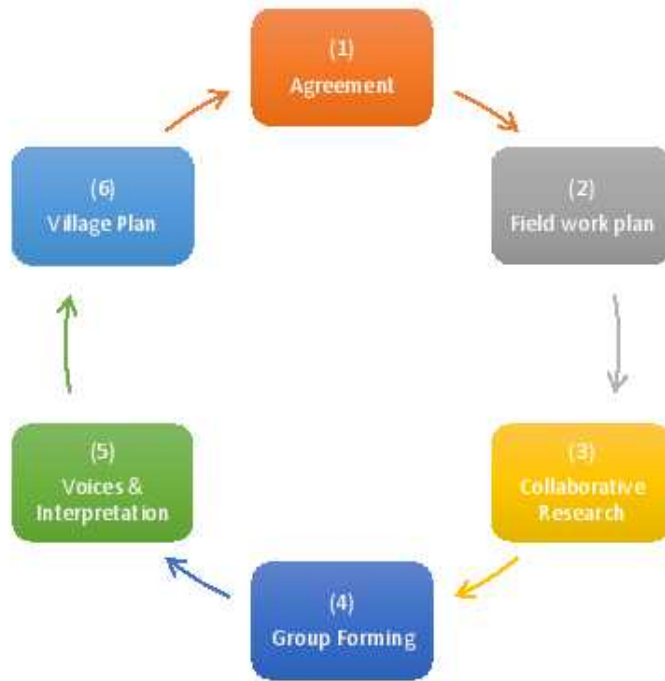 (1)
Agreement
(2)
Field work plan
(3)
Collaborative
Research
(4)
Group Forming
(5)
Voices &
Interpretation
(6)
Village Plan